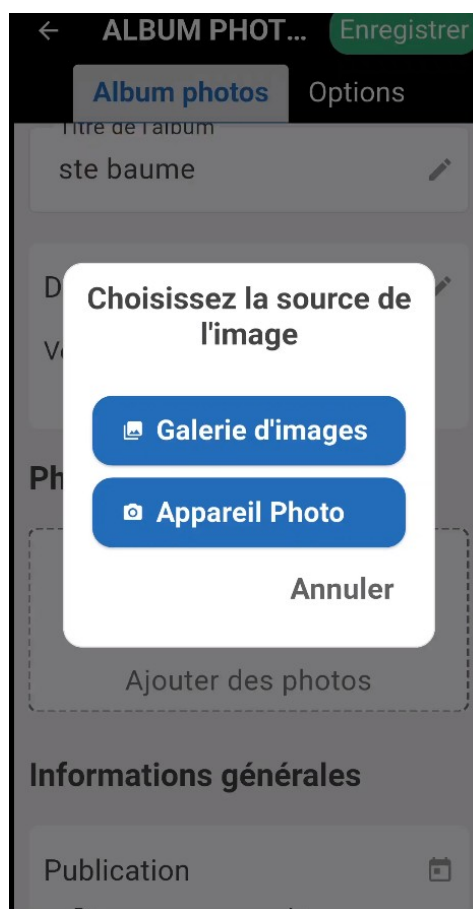 ALBUM PHOT... Enregistrer
Album photos Options
Titre de l'album
ste baume
Choisissez la source de
l'image
Galerie d'images
Appareil Photo
Annuler
Ajouter des photos
Informations générales
Publication